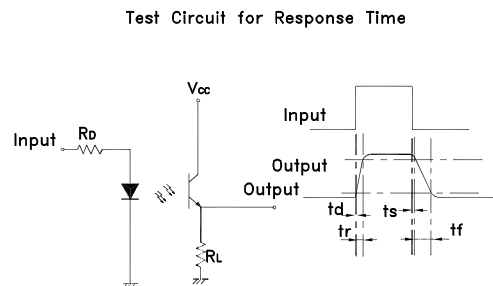 Test Circuit for Response Time
Vcc
Input
RD
Output
RL
Input
Output
td
ts
tr
tf